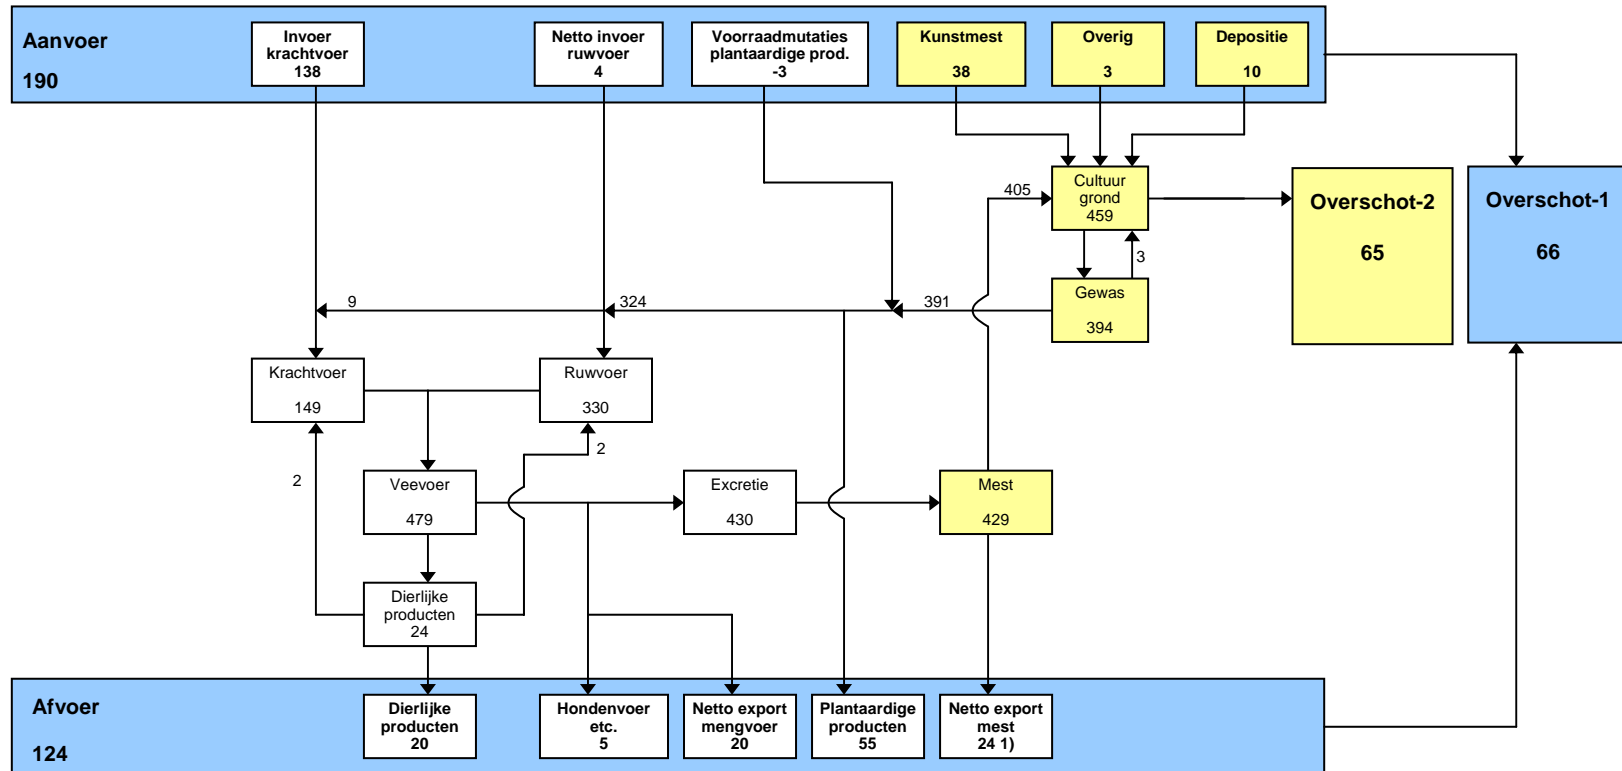 Aanvoer
190
Invoer
krachtvoer
138
Netto invoer
ruwvoer
4
Voorraadmutaties
plantaardige prod.
-3
Kunstmest
38
Overig
3
Depositie
10
405
Cultuur
grond
459
Overschot-2
65
Overschot-1
66
3
9
324
391
Gewas
394
Krachtvoer
149
Ruwvoer
330
2
2
Veevoer
479
Excretie
430
Mest
429
Dierlijke
producten
24
Afvoer
124
Dierlijke
producten
20
Hondenvoer
etc.
5
Netto export
mengvoer
20
Plantaardige
producten
55
Netto export
mest
24 1)